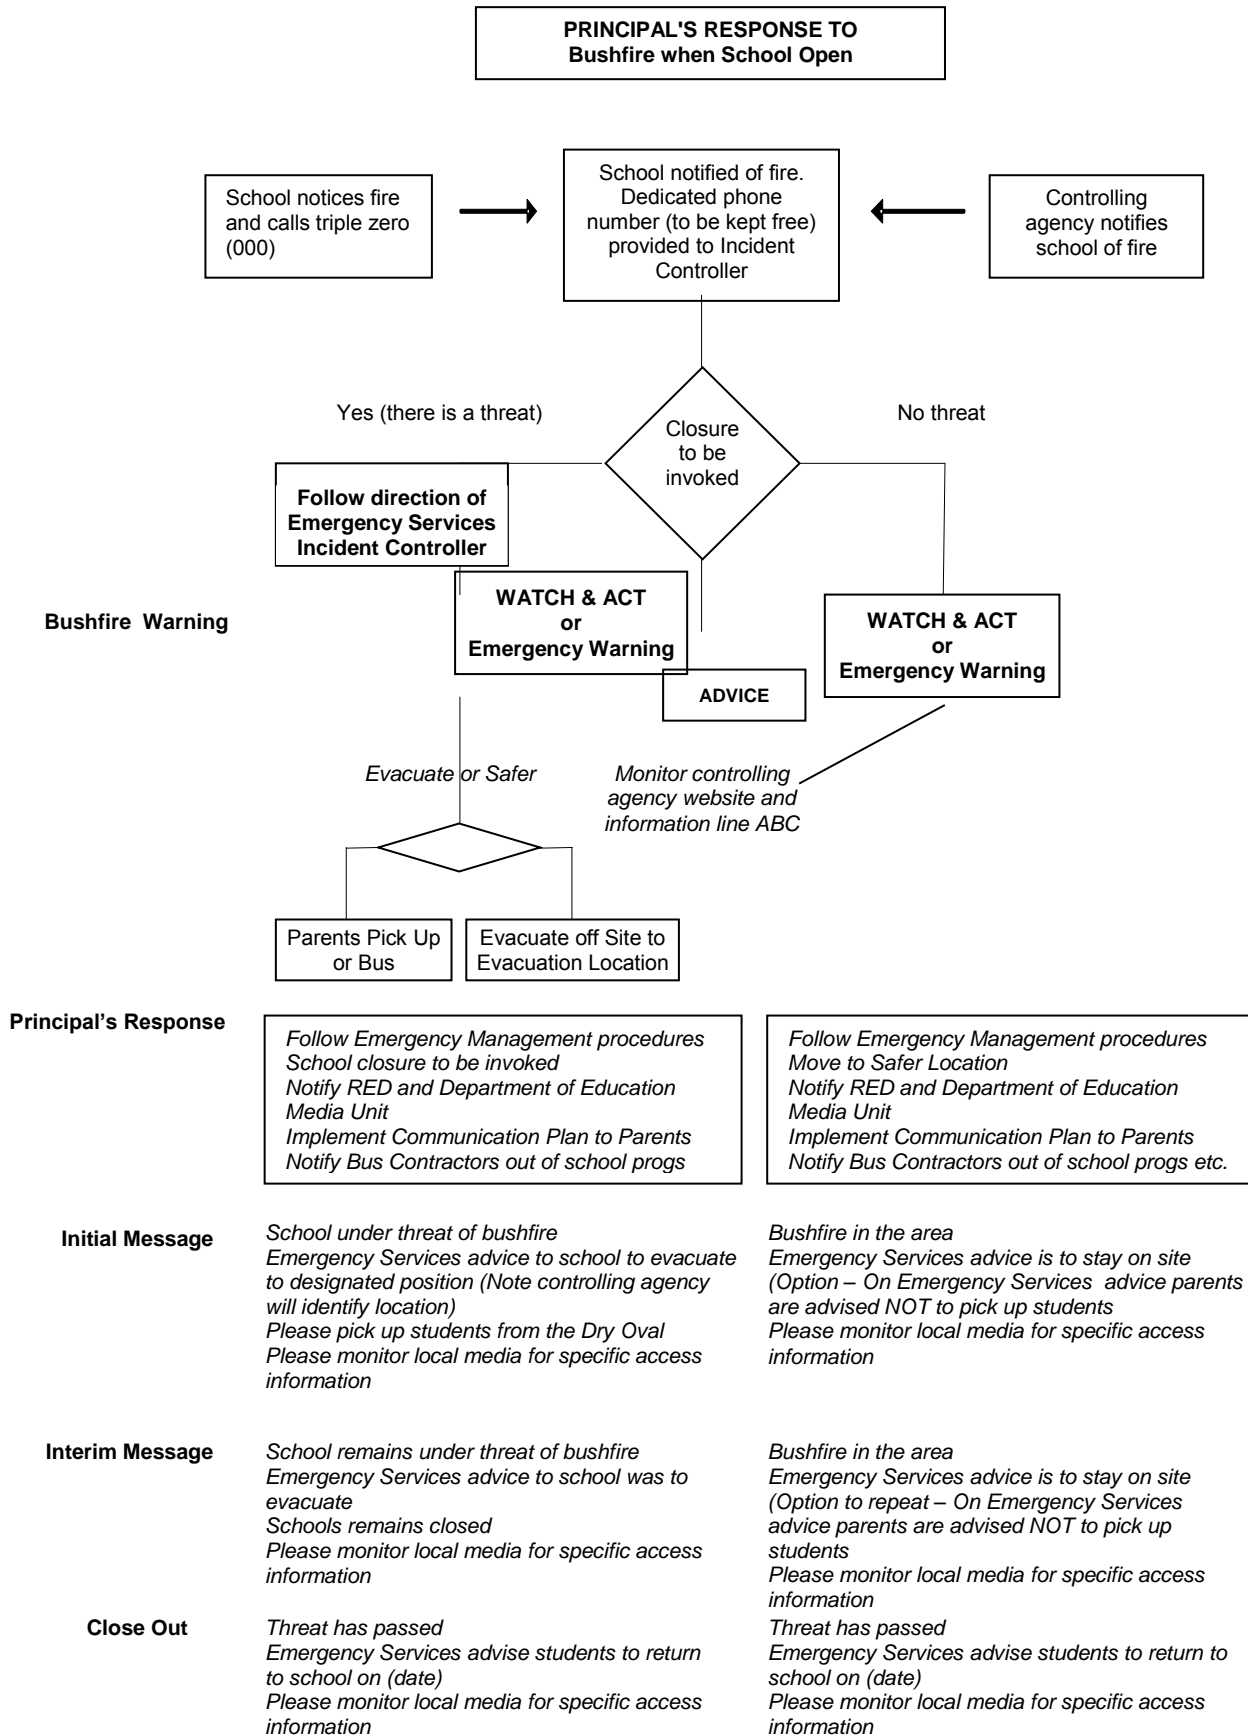 PRINCIPAL'S RESPONSE TO
Bushfire when School Open
School notices fire
and calls triple zero
(000)
School notified of fire.
Dedicated phone
number (to be kept free)
provided to Incident
Controller
Controlling
agency notifies
school of fire
Yes (there is a threat)
Closure
to be
invoked
No threat
Follow direction of
Emergency Services
Incident Controller
Bushfire Warning
WATCH & ACT
or
Emergency Warning
ADVICE
WATCH & ACT
or
Emergency Warning
Evacuate or Safer
Monitor controlling
agency website and
information line ABC
Parents Pick Up
or Bus
Evacuate off Site to
Evacuation Location
Principal’s Response
Follow Emergency Management procedures
School closure to be invoked
Notify RED and Department of Education
Media Unit
Implement Communication Plan to Parents
Notify Bus Contractors out of school progs
Follow Emergency Management procedures
Move to Safer Location
Notify RED and Department of Education
Media Unit
Implement Communication Plan to Parents
Notify Bus Contractors out of school progs etc.
Initial Message
School under threat of bushfire
Emergency Services advice to school to evacuate
to designated position (Note controlling agency
will identify location)
Please pick up students from the Dry Oval
Please monitor local media for specific access
information
Bushfire in the area
Emergency Services advice is to stay on site
(Option – On Emergency Services advice parents
are advised NOT to pick up students
Please monitor local media for specific access
information
Interim Message
School remains under threat of bushfire
Emergency Services advice to school was to
evacuate
Schools remains closed
Please monitor local media for specific access
information
Bushfire in the area
Emergency Services advice is to stay on site
(Option to repeat – On Emergency Services
advice parents are advised NOT to pick up
students
Please monitor local media for specific access
information
Close Out
Threat has passed
Emergency Services advise students to return
to school on (date)
Please monitor local media for specific access
information
Threat has passed
Emergency Services advise students to return to
school on (date)
Please monitor local media for specific access
information